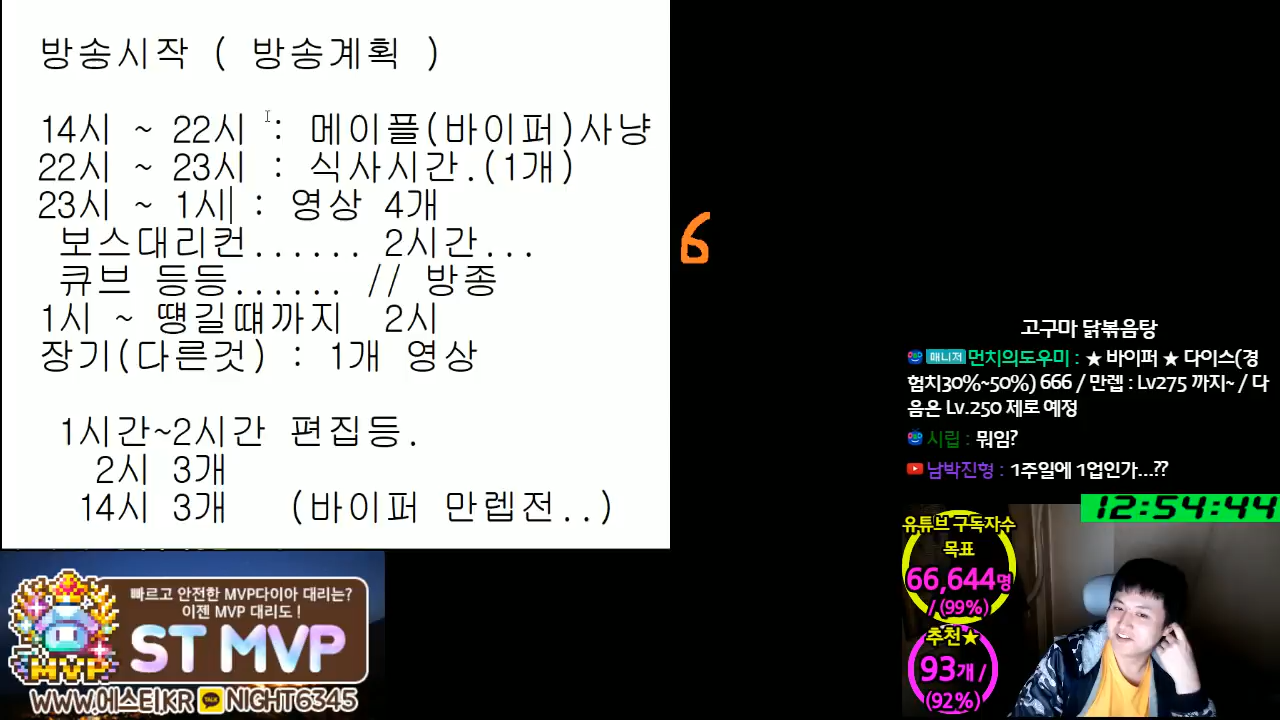 방송시작 ( 방송계획 )
14시 ~ 22시 : 메이플(바이퍼)사냥
22시 ~ 23시 : 식사시간.(1개)
23시 ~ 1시 : 영상 4개
보스대리컨...... 2시간...
큐브 등등...... // 방종
1시 ~ 떙길떄까지 2시
장기(다른것) : 1개 영상
1시간~2시간 편집등.
2시 3개
14시 3개 (바이퍼 만렙전..)
6
고구마 닭볶음탕
매니저 먼치의도우미 : ★ 바이퍼 ★ 다이스(경
험치30%~50%) 666 / 만렙 : Lv275 까지~ / 다
음은 Lv.250 제로 예정
시립 : 뭐임?
남박진형 : 1주일에 1업인가...??
12:54:44
유튜브 구독자수
목표
66,644명
/ (99%)
추천★
93개 /
(92%)
빠르고 안전한 MVP다이아 대리는?
이젠 MVP 대리도 !
ST MVP
MVP
WWW.에스티.KR TALK NIGHT6345